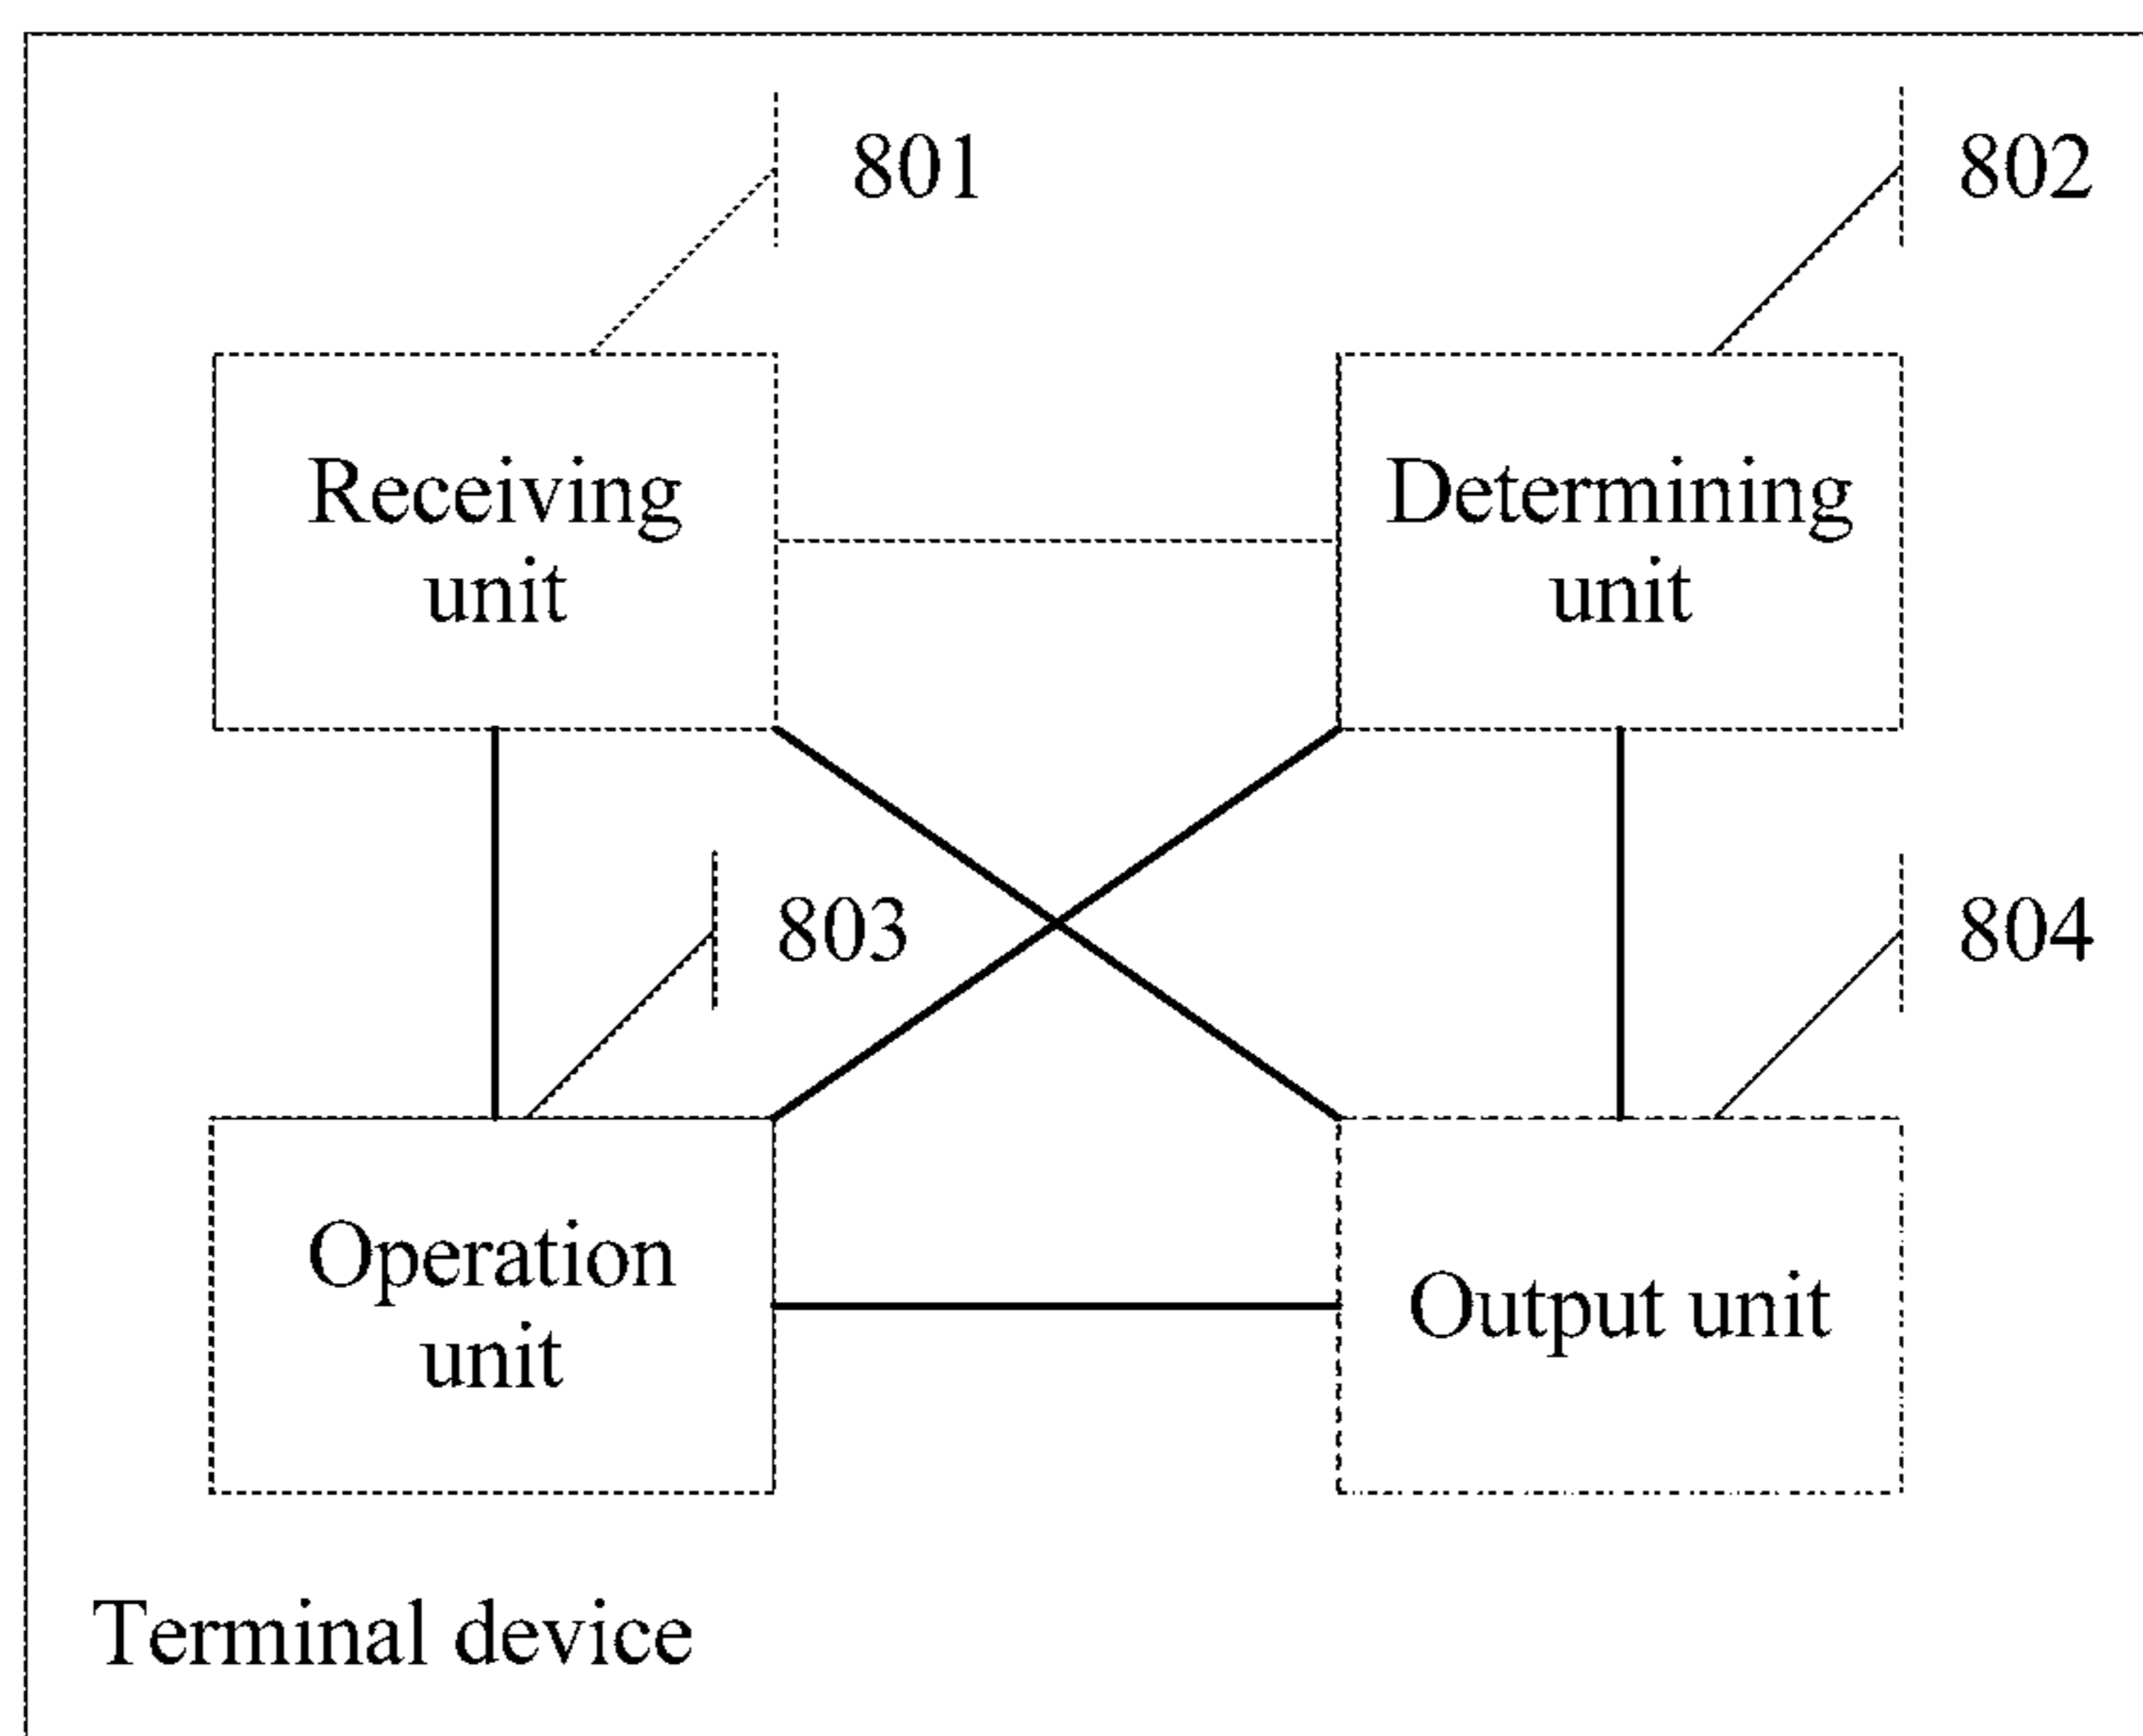 801
802
Receiving
unit
Determining
unit
803
804
Operation
unit
Output unit
Terminal device